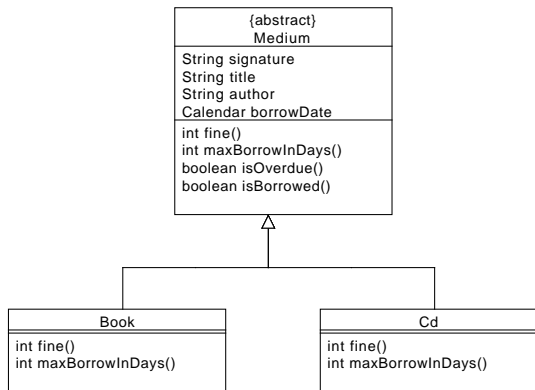 {abstract}
Medium
String signature
String title
String author
Calendar borrowDate
int fine()
int maxBorrowInDays()
boolean isOverdue()
boolean isBorrowed()
Book
int fine()
int maxBorrowInDays()
Cd
int fine()
int maxBorrowInDays()